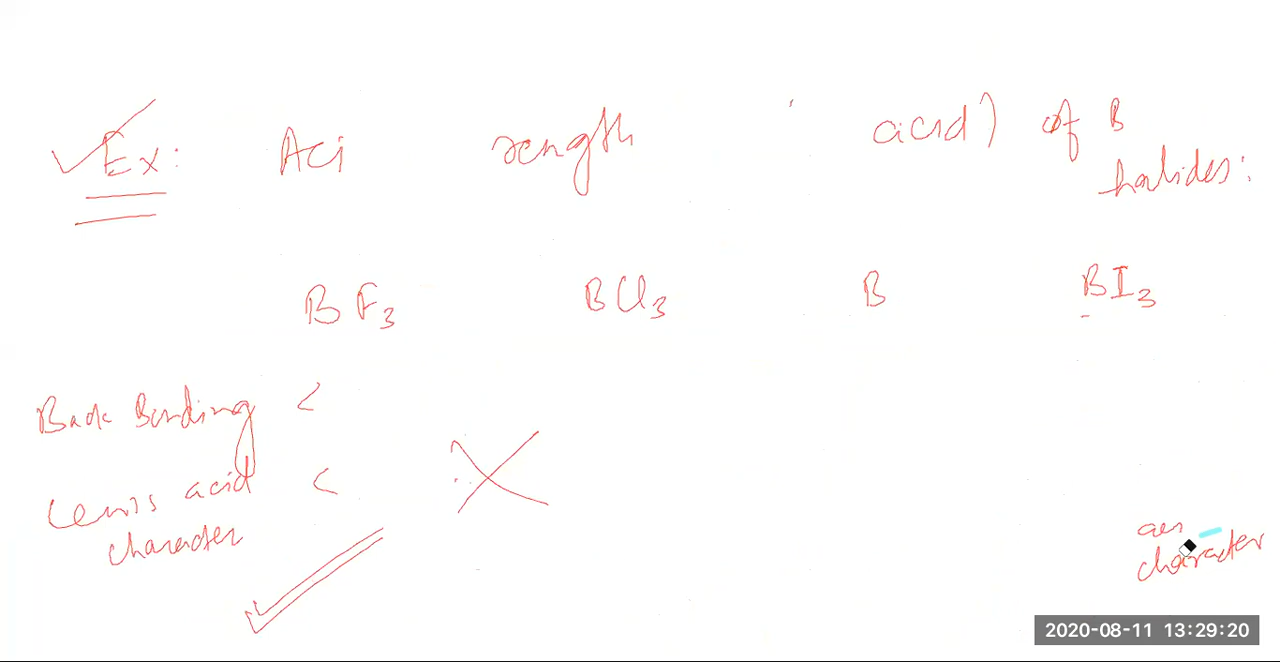 Ex: Aci rength acid) of B
halides:
BF3 BCl3 B BI3
Back Bonding <
Lewis acid <
character
character
2020-08-11 13:29:20